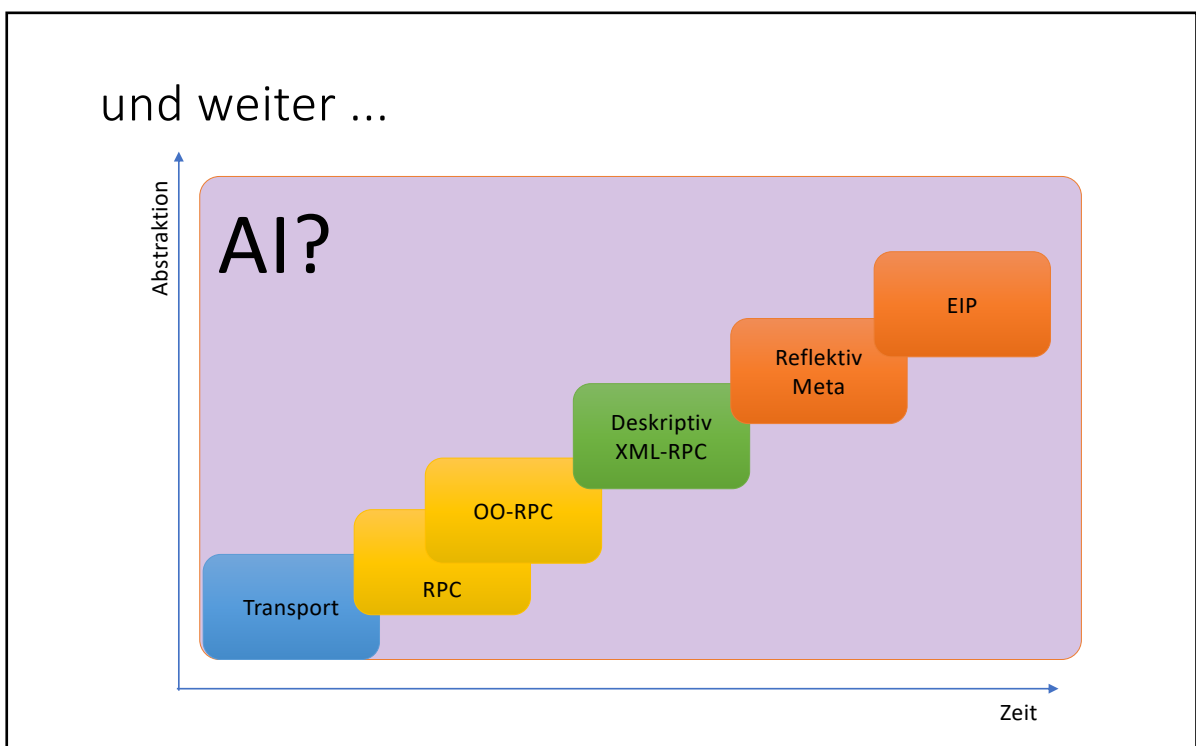 und weiter ...
Abstraktion
AI?
EIP
Reflektiv
Meta
Deskriptiv
XML-RPC
OO-RPC
RPC
Transport
Zeit